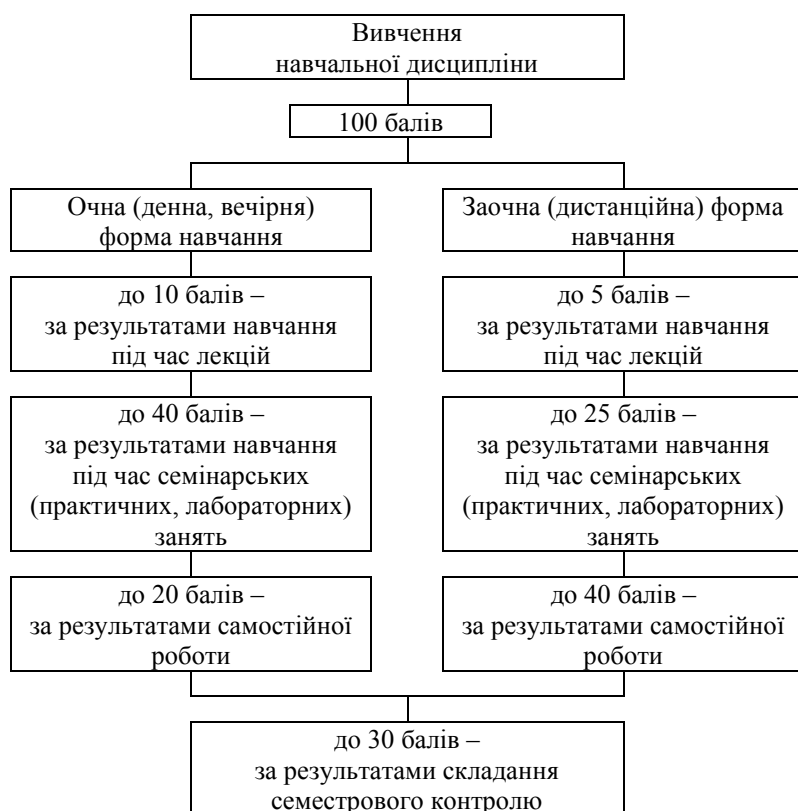 Вивчення
навчальної дисципліни
100 балів
Очна (денна, вечірня)
форма навчання
до 10 балів –
за результатами навчання
під час лекцій
до 40 балів –
за результатами навчання
під час семінарських
(практичних, лабораторних)
занять
до 20 балів –
за результатами самостійної
роботи
Заочна (дистанційна) форма
навчання
до 5 балів –
за результатами навчання
під час лекцій
до 25 балів –
за результатами навчання
під час семінарських
(практичних, лабораторних)
занять
до 40 балів –
за результатами самостійної
роботи
до 30 балів –
за результатами складання
семестрового контролю